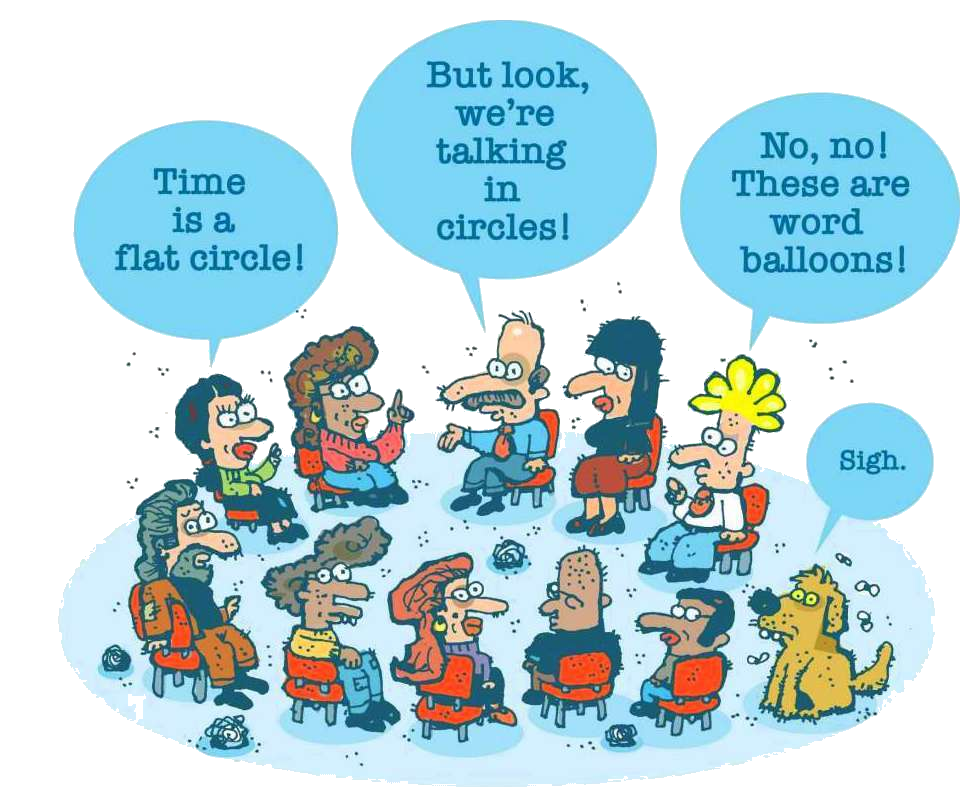 Time
is a
flat circle!
But look,
we're
talking
in
circles!
No, no!
These are
word
balloons!
Sigh.